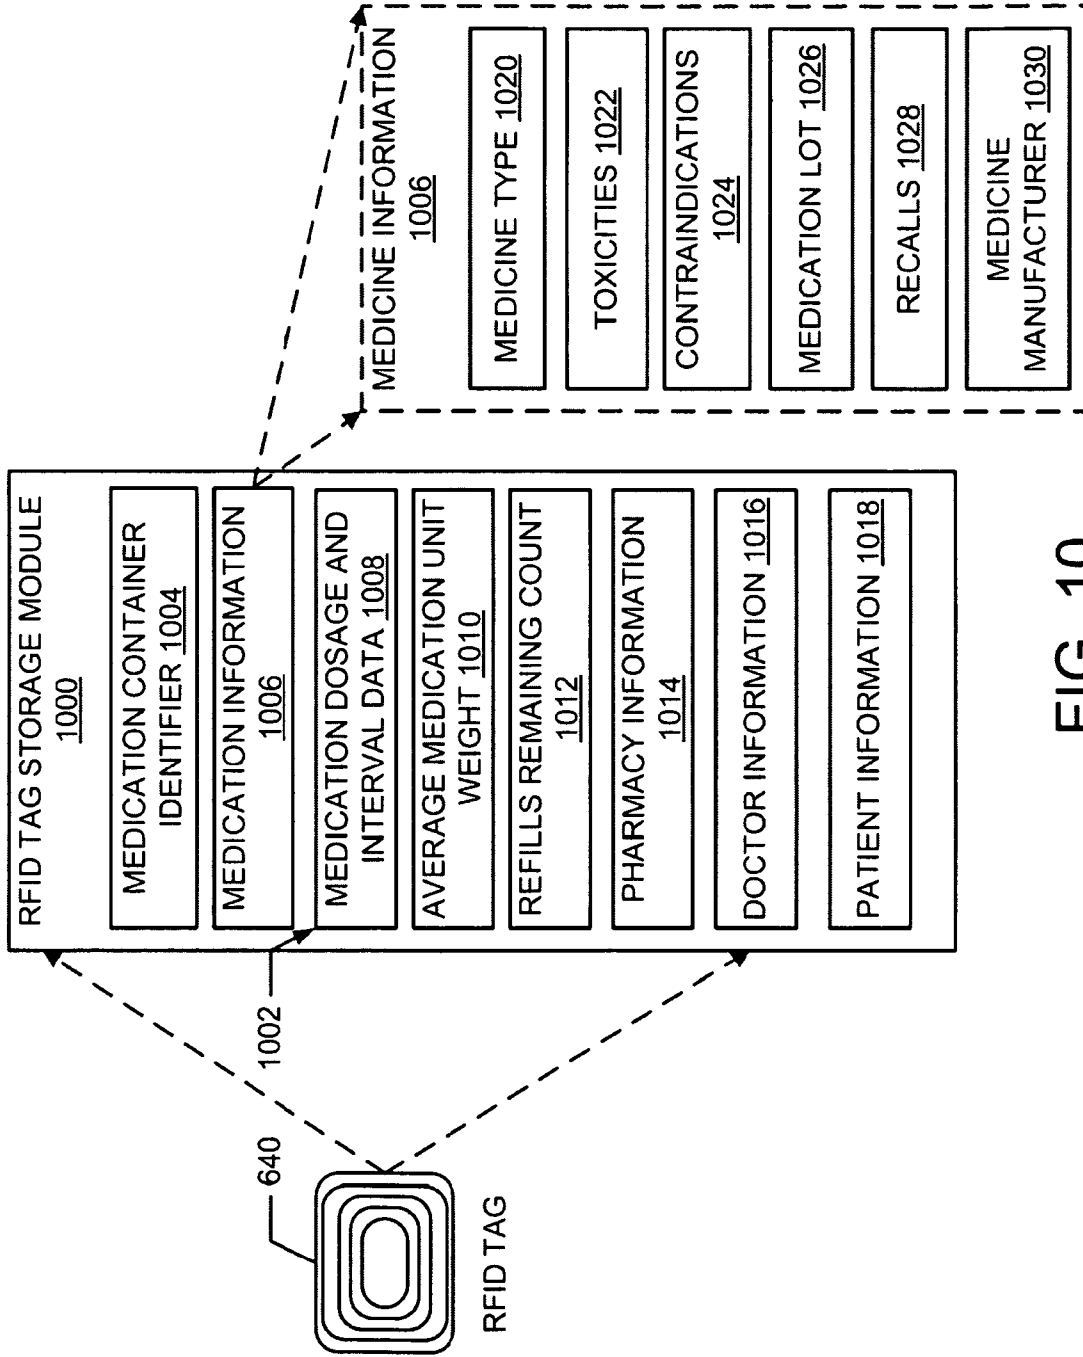 640
RFID TAG
1002
RFID TAG STORAGE MODULE
1000
MEDICATION CONTAINER
IDENTIFIER 1004
MEDICATION INFORMATION
1006
MEDICATION DOSAGE AND
INTERVAL DATA 1008
AVERAGE MEDICATION UNIT
WEIGHT 1010
REFILLS REMAINING COUNT
1012
PHARMACY INFORMATION
1014
DOCTOR INFORMATION 1016
PATIENT INFORMATION 1018
MEDICINE INFORMATION
1006
MEDICINE TYPE 1020
TOXICITIES 1022
CONTRAINDICATIONS
1024
MEDICATION LOT 1026
RECALLS 1028
MEDICINE
MANUFACTURER 1030
FIG. 10